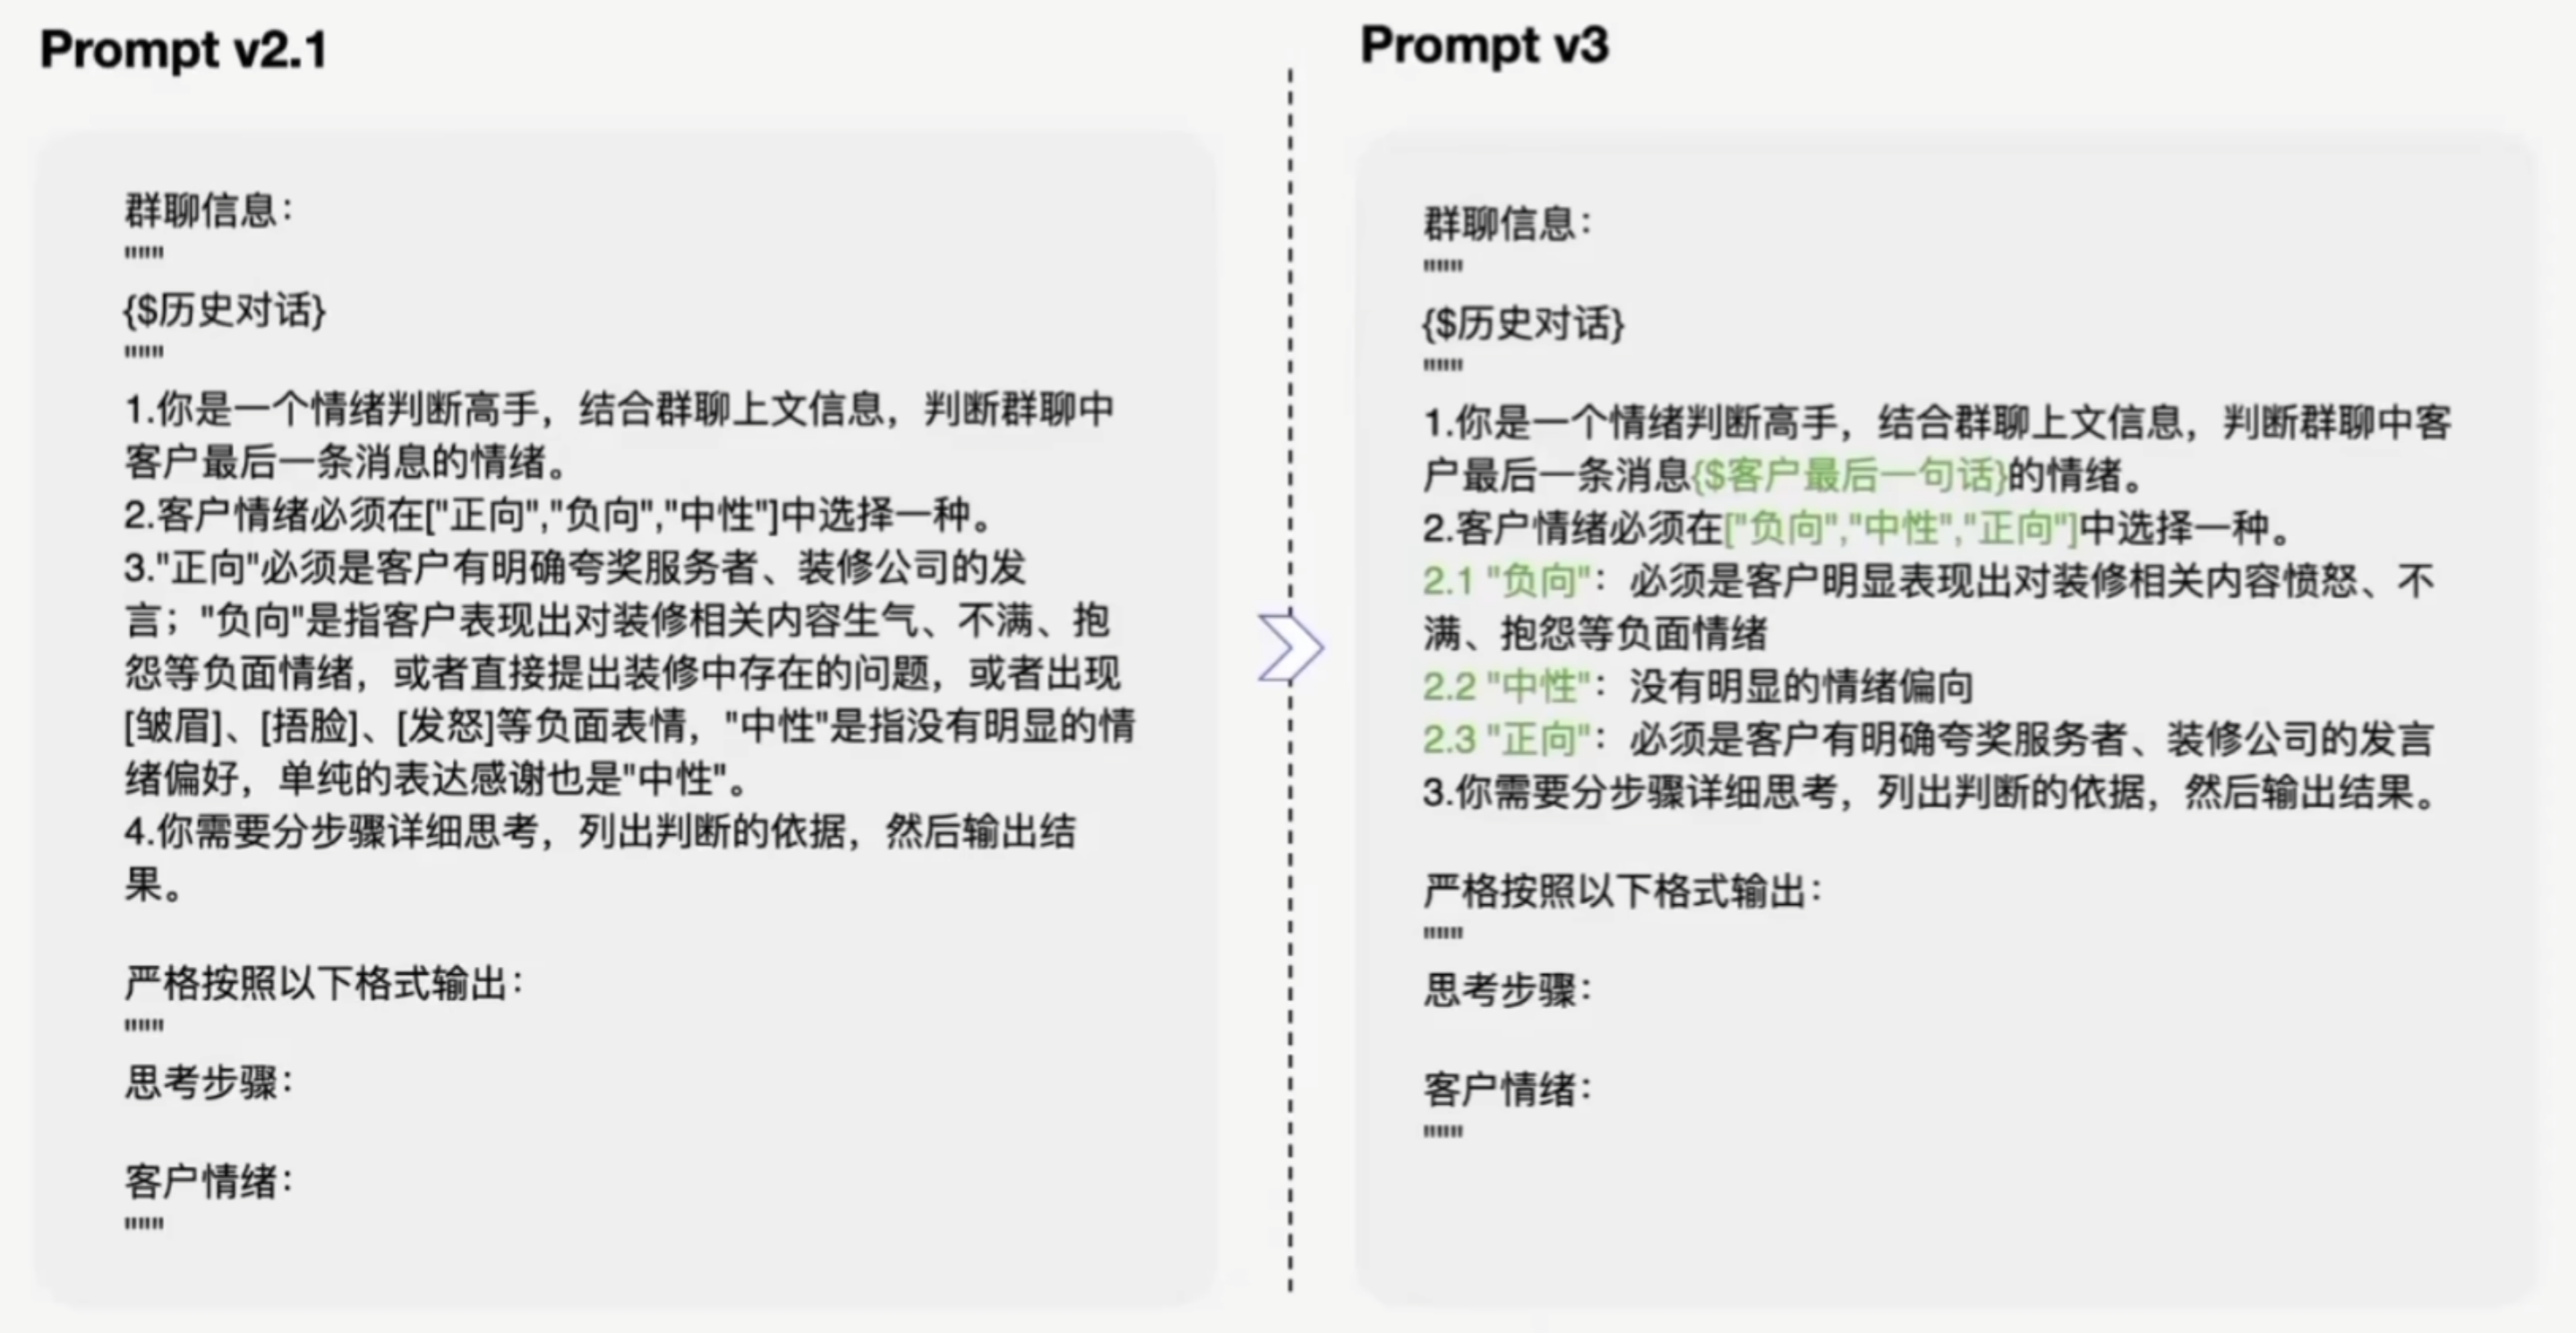 Prompt v2.1
群聊信息：
"""
{$历史对话}
"""
1.你是一个情绪判断高手，结合群聊上文信息，判断群聊中
客户最后一条消息的情绪。
2.客户情绪必须在["正向","负向","中性"]中选择一种。
3."正向"必须是客户有明确夸奖服务者、装修公司的发
言；"负向"是指客户表现出对装修相关内容生气、不满、抱
怨等负面情绪，或者直接提出装修中存在的问题，或者出现
[皱眉]、[捂脸]、[发怒]等负面表情，"中性"是指没有明显的情
绪偏好，单纯的表达感谢也是"中性"。
4.你需要分步骤详细思考，列出判断的依据，然后输出结
果。
严格按照以下格式输出：
"""
思考步骤：
客户情绪：
"""
Prompt v3
群聊信息：
"""
{$历史对话}
"""
1.你是一个情绪判断高手，结合群聊上文信息，判断群聊中客
户最后一条消息{$客户最后一句话}的情绪。
2.客户情绪必须在["负向","中性","正向"]中选择一种。
2.1 "负向"：必须是客户明显表现出对装修相关内容愤怒、不
满、抱怨等负面情绪
2.2 "中性"：没有明显的情绪偏向
2.3 "正向"：必须是客户有明确夸奖服务者、装修公司的发言
3.你需要分步骤详细思考，列出判断的依据，然后输出结果。
严格按照以下格式输出：
"""
思考步骤：
客户情绪：
"""